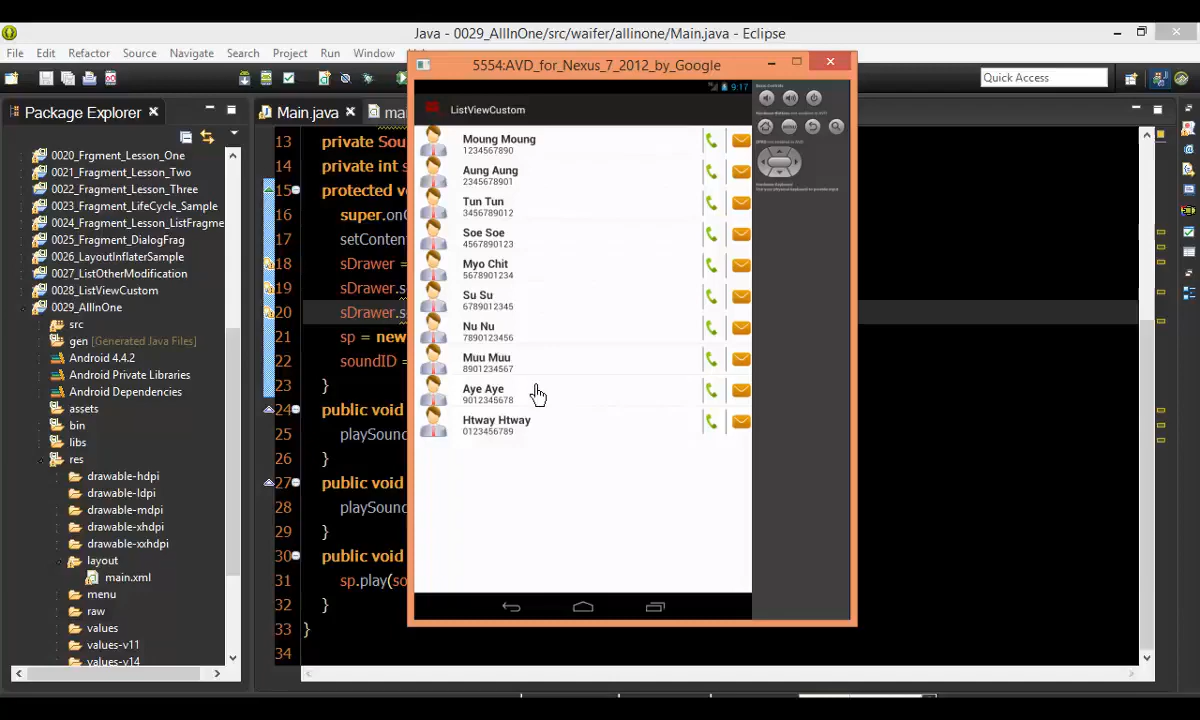 Java - 0029_AllInOne/src/waifer/allinone/Main.java - Eclipse
File Edit Refactor Source Navigate Search Project Run Window
Quick Access
Package Explorer
0020_Frgment_Lesson_One
0021_Fragment_Lesson_Two
0022_Fragment_Lesson_Three
0023_Fragment_LifeCycle_Sample
0024_Fragment_Lesson_ListFragme
0025_Fragment_DialogFrag
0026_LayoutInflaterSample
0027_ListOtherModification
0028_ListViewCustom
0029_AllInOne
src
gen [Generated Java Files]
Android 4.4.2
Android Private Libraries
Android Dependencies
assets
bin
libs
res
drawable-hdpi
drawable-ldpi
drawable-mdpi
drawable-xhdpi
drawable-xxhdpi
layout
main.xml
menu
raw
values
values-v11
values-v14
Main.java
13 private Sou
14 private int s
15 protected vo
16 super.onC
17 setConten
18 sDrawer =
19 sDrawer.s
20 sDrawer.s
21 sp = new
22 soundID =
23 }
24 public void
25 playSound
26 }
27 public void
28 playSound
29 }
30 public void
31 sp.play(so
32 }
33 }
34
5554:AVD_for_Nexus_7_2012_by_Google
9:17
ListViewCustom
Moung Moung
1234567890
Aung Aung
2345678901
Tun Tun
3456789012
Soe Soe
4567890123
Myo Chit
5678901234
Su Su
6789012345
Nu Nu
7890123456
Muu Muu
8901234567
Aye Aye
9012345678
Htway Htway
0123456789
MENU